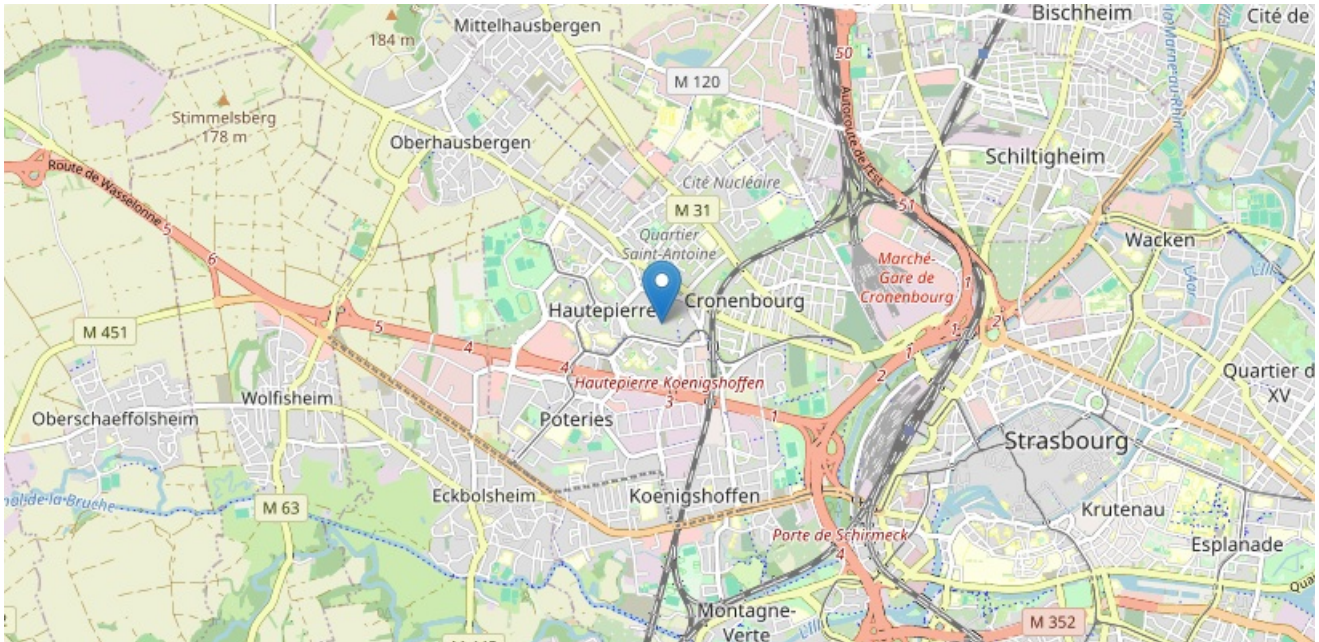 Bischheim
Cité de
Mittelhausbergen
184 m
50
M 120
Stimmelsberg
178 m
Autoroute de l'Est
Oberhausbergen
Schiltigheim
Route de Wasselonne
Cité Nucléaire
51
M 31
5
Quartier
Saint-Antoine
Wacken
6
Marché-
Gare de
Cronenbourg
1
Hautepierre
Cronenbourg
M 451
5
4
1
2
4
1
2
Hautepierre Koenigshoffen
3
1
Quartier d
XV
Wolfisheim
Oberschaeffolsheim
Poteries
Strasbourg
Eckbolsheim
Koenigshoffen
M 63
Krutenau
Porte de Schirmeck
4
Esplanade
Montagne-
Verte
M 352